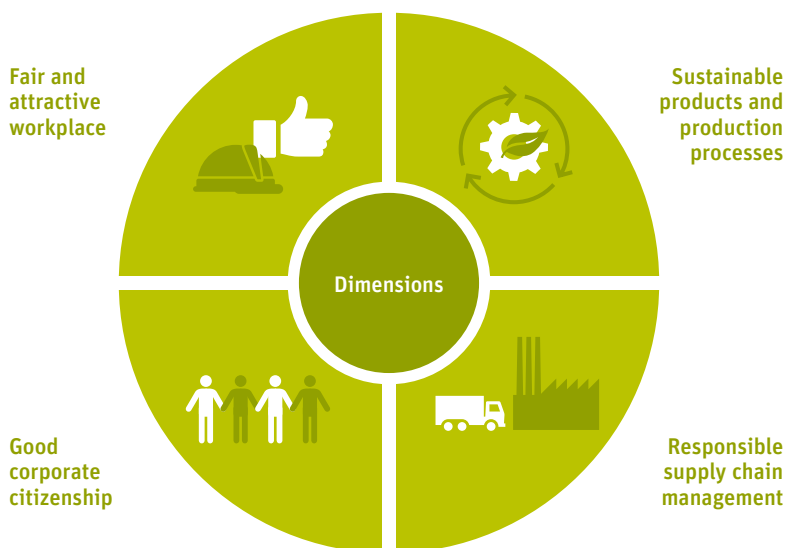 Fair and
attractive
workplace
Sustainable
products and
production
processes
Dimensions
Good
corporate
citizenship
Responsible
supply chain
management